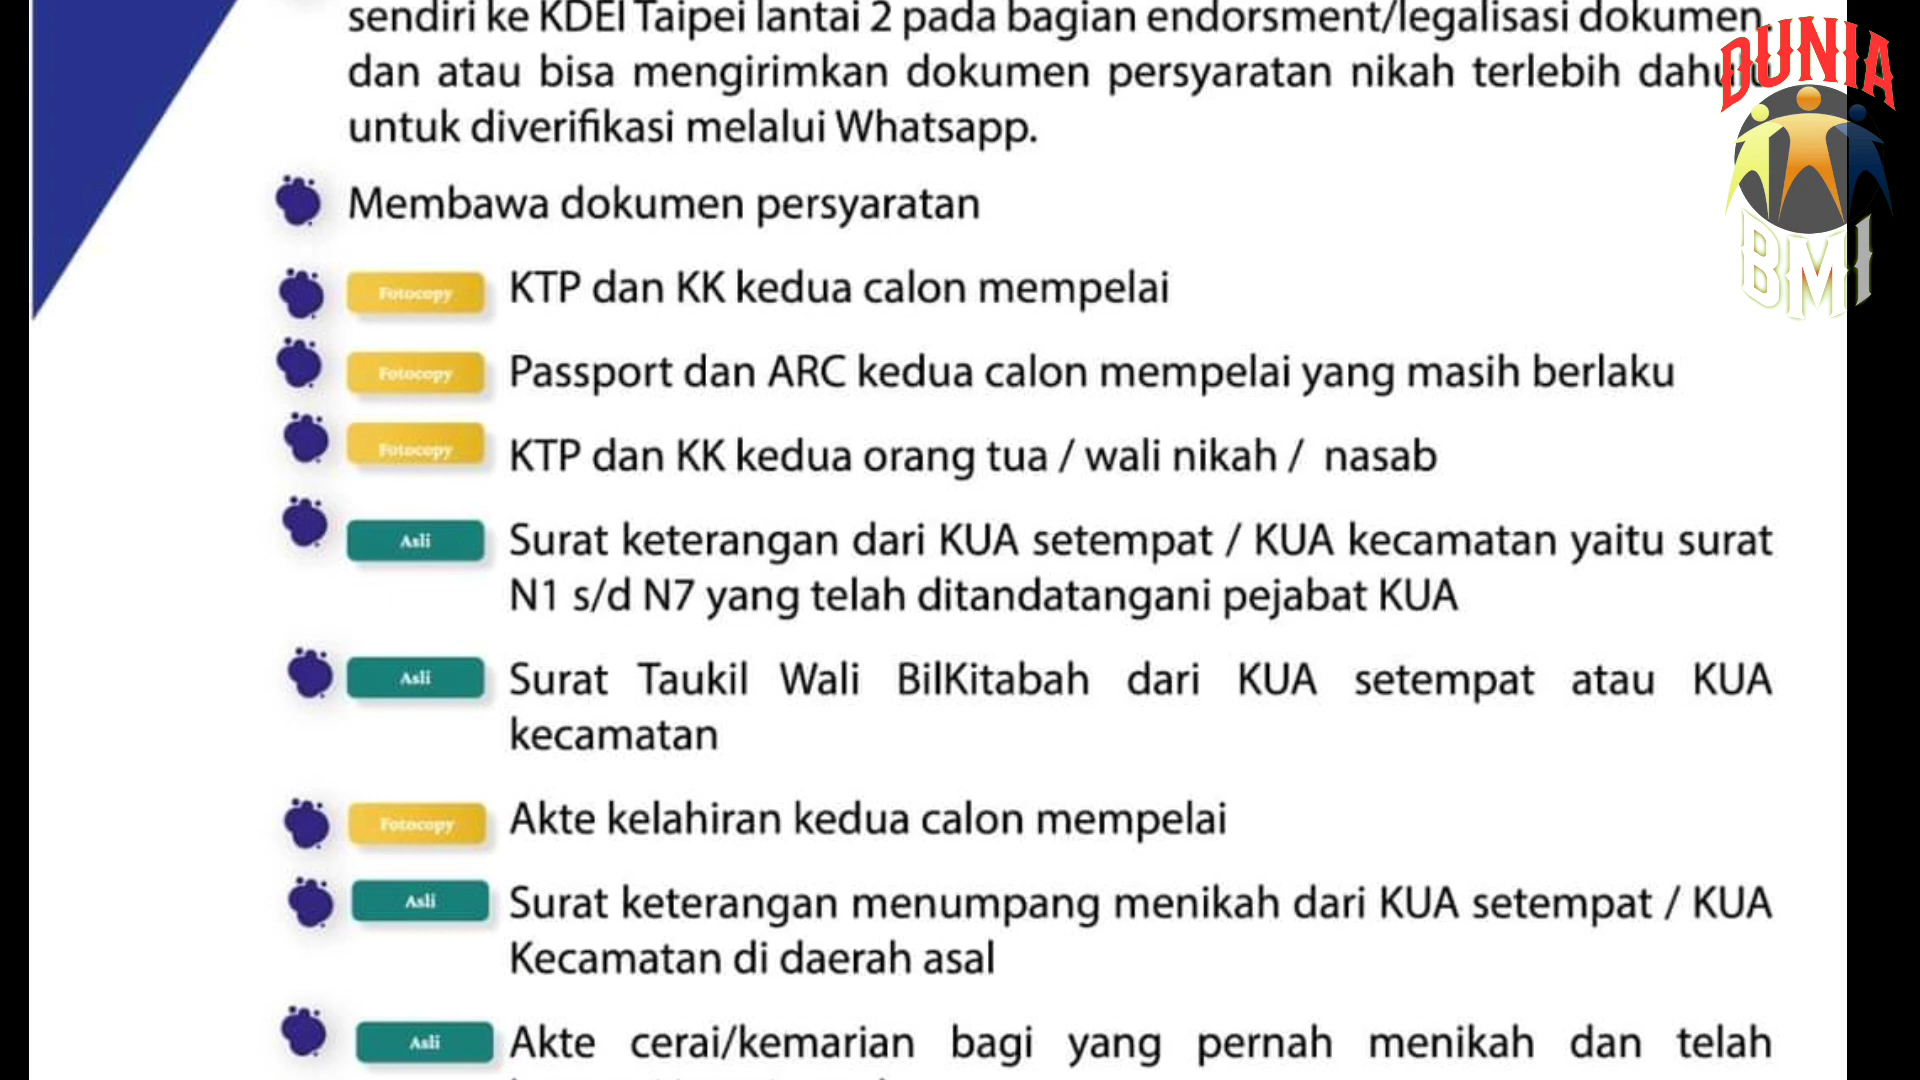 sendiri ke KDEI Taipei lantai 2 pada bagian endorsment/legalisasi dokumen,
dan atau bisa mengirimkan dokumen persyaratan nikah terlebih dahulu
untuk diverifikasi melalui Whatsapp.
Membawa dokumen persyaratan
Fotocopy KTP dan KK kedua calon mempelai
Fotocopy Passport dan ARC kedua calon mempelai yang masih berlaku
Fotocopy KTP dan KK kedua orang tua / wali nikah / nasab
Asli Surat keterangan dari KUA setempat / KUA kecamatan yaitu surat
N1 s/d N7 yang telah ditandatangani pejabat KUA
Asli Surat Taukil Wali BilKitabah dari KUA setempat atau KUA
kecamatan
Fotocopy Akte kelahiran kedua calon mempelai
Asli Surat keterangan menumpang menikah dari KUA setempat / KUA
Kecamatan di daerah asal
Asli Akte cerai/kemarian bagi yang pernah menikah dan telah
DUNIA
BMI